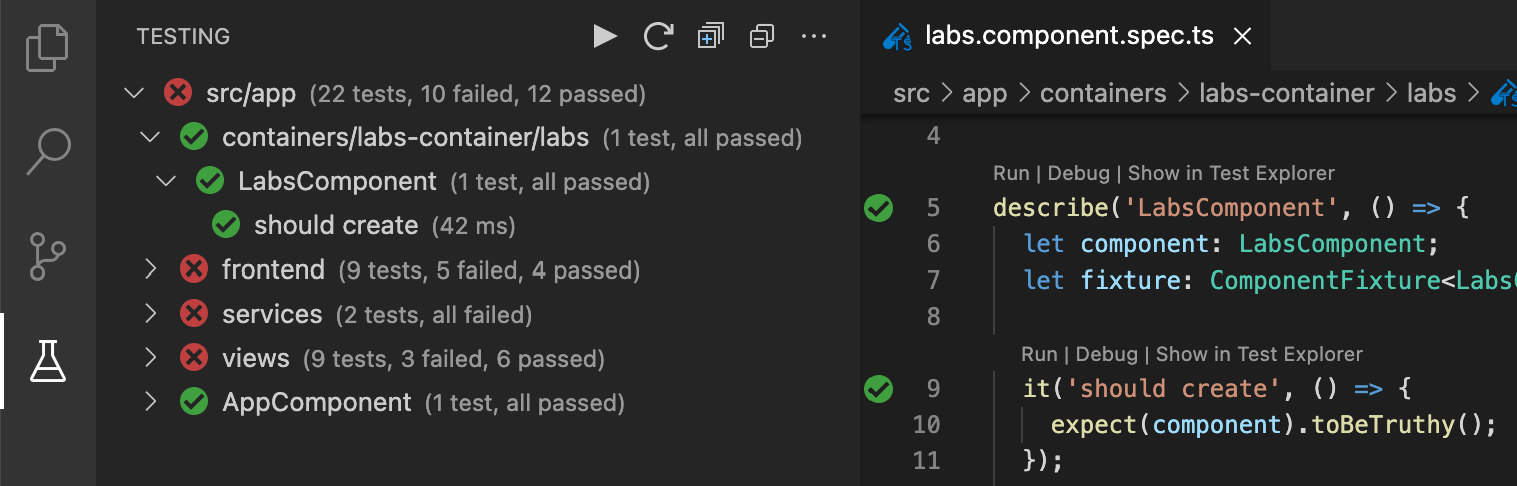 TESTING
src/app (22 tests, 10 failed, 12 passed)
containers/labs-container/labs (1 test, all passed)
LabsComponent (1 test, all passed)
should create (42 ms)
frontend (9 tests, 5 failed, 4 passed)
services (2 tests, all failed)
views (9 tests, 3 failed, 6 passed)
AppComponent (1 test, all passed)
TS labs.component.spec.ts
src > app > containers > labs-container > labs > TS
4
Run | Debug | Show in Test Explorer
5 describe('LabsComponent', () => {
6 let component: LabsComponent;
7 let fixture: ComponentFixture<Labs
8
Run | Debug | Show in Test Explorer
9 it('should create', () => {
10 expect(component).toBeTruthy();
11 });